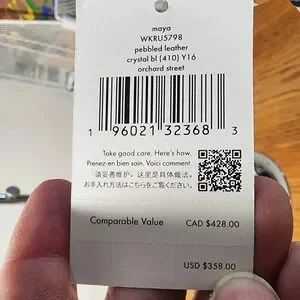 maya
WKRU5798
pebbled leather
crystal bl (410) Y16
orchard street
1 96021 32368 3
Take good care. Here's how.
Prenez-en bien soin. Voici comment.
请妥善维护，这里是具体做法。
お手入れ方法はこちらをご覧ください。
Comparable Value CAD $428.00
USD $358.00